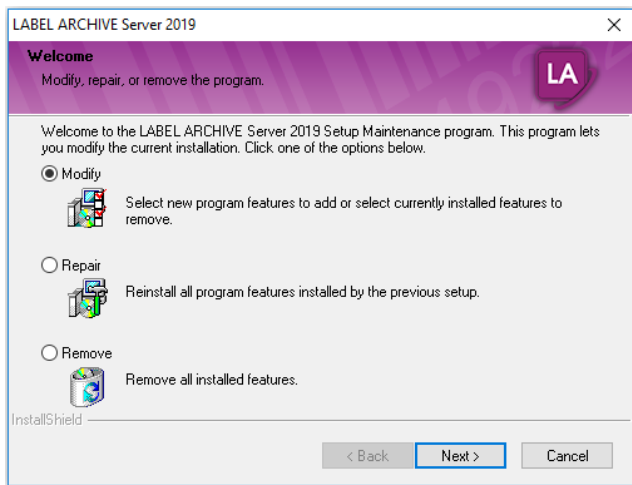 LABEL ARCHIVE Server 2019
Welcome
Modify, repair, or remove the program.
LA
Welcome to the LABEL ARCHIVE Server 2019 Setup Maintenance program. This program lets
you modify the current installation. Click one of the options below.
Modify
Select new program features to add or select currently installed features to
remove.
Repair
Reinstall all program features installed by the previous setup.
Remove
Remove all installed features.
InstallShield
< Back
Next >
Cancel